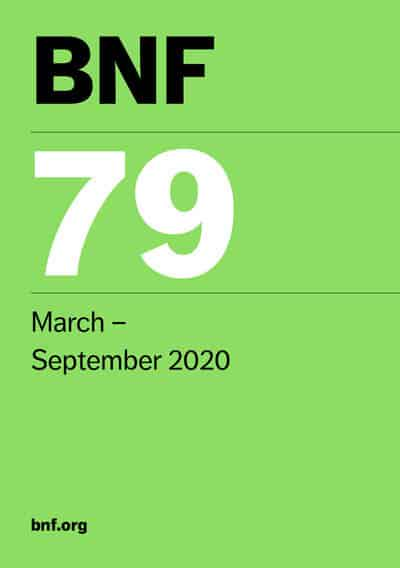 BNF
79
March –
September 2020
bnf.org